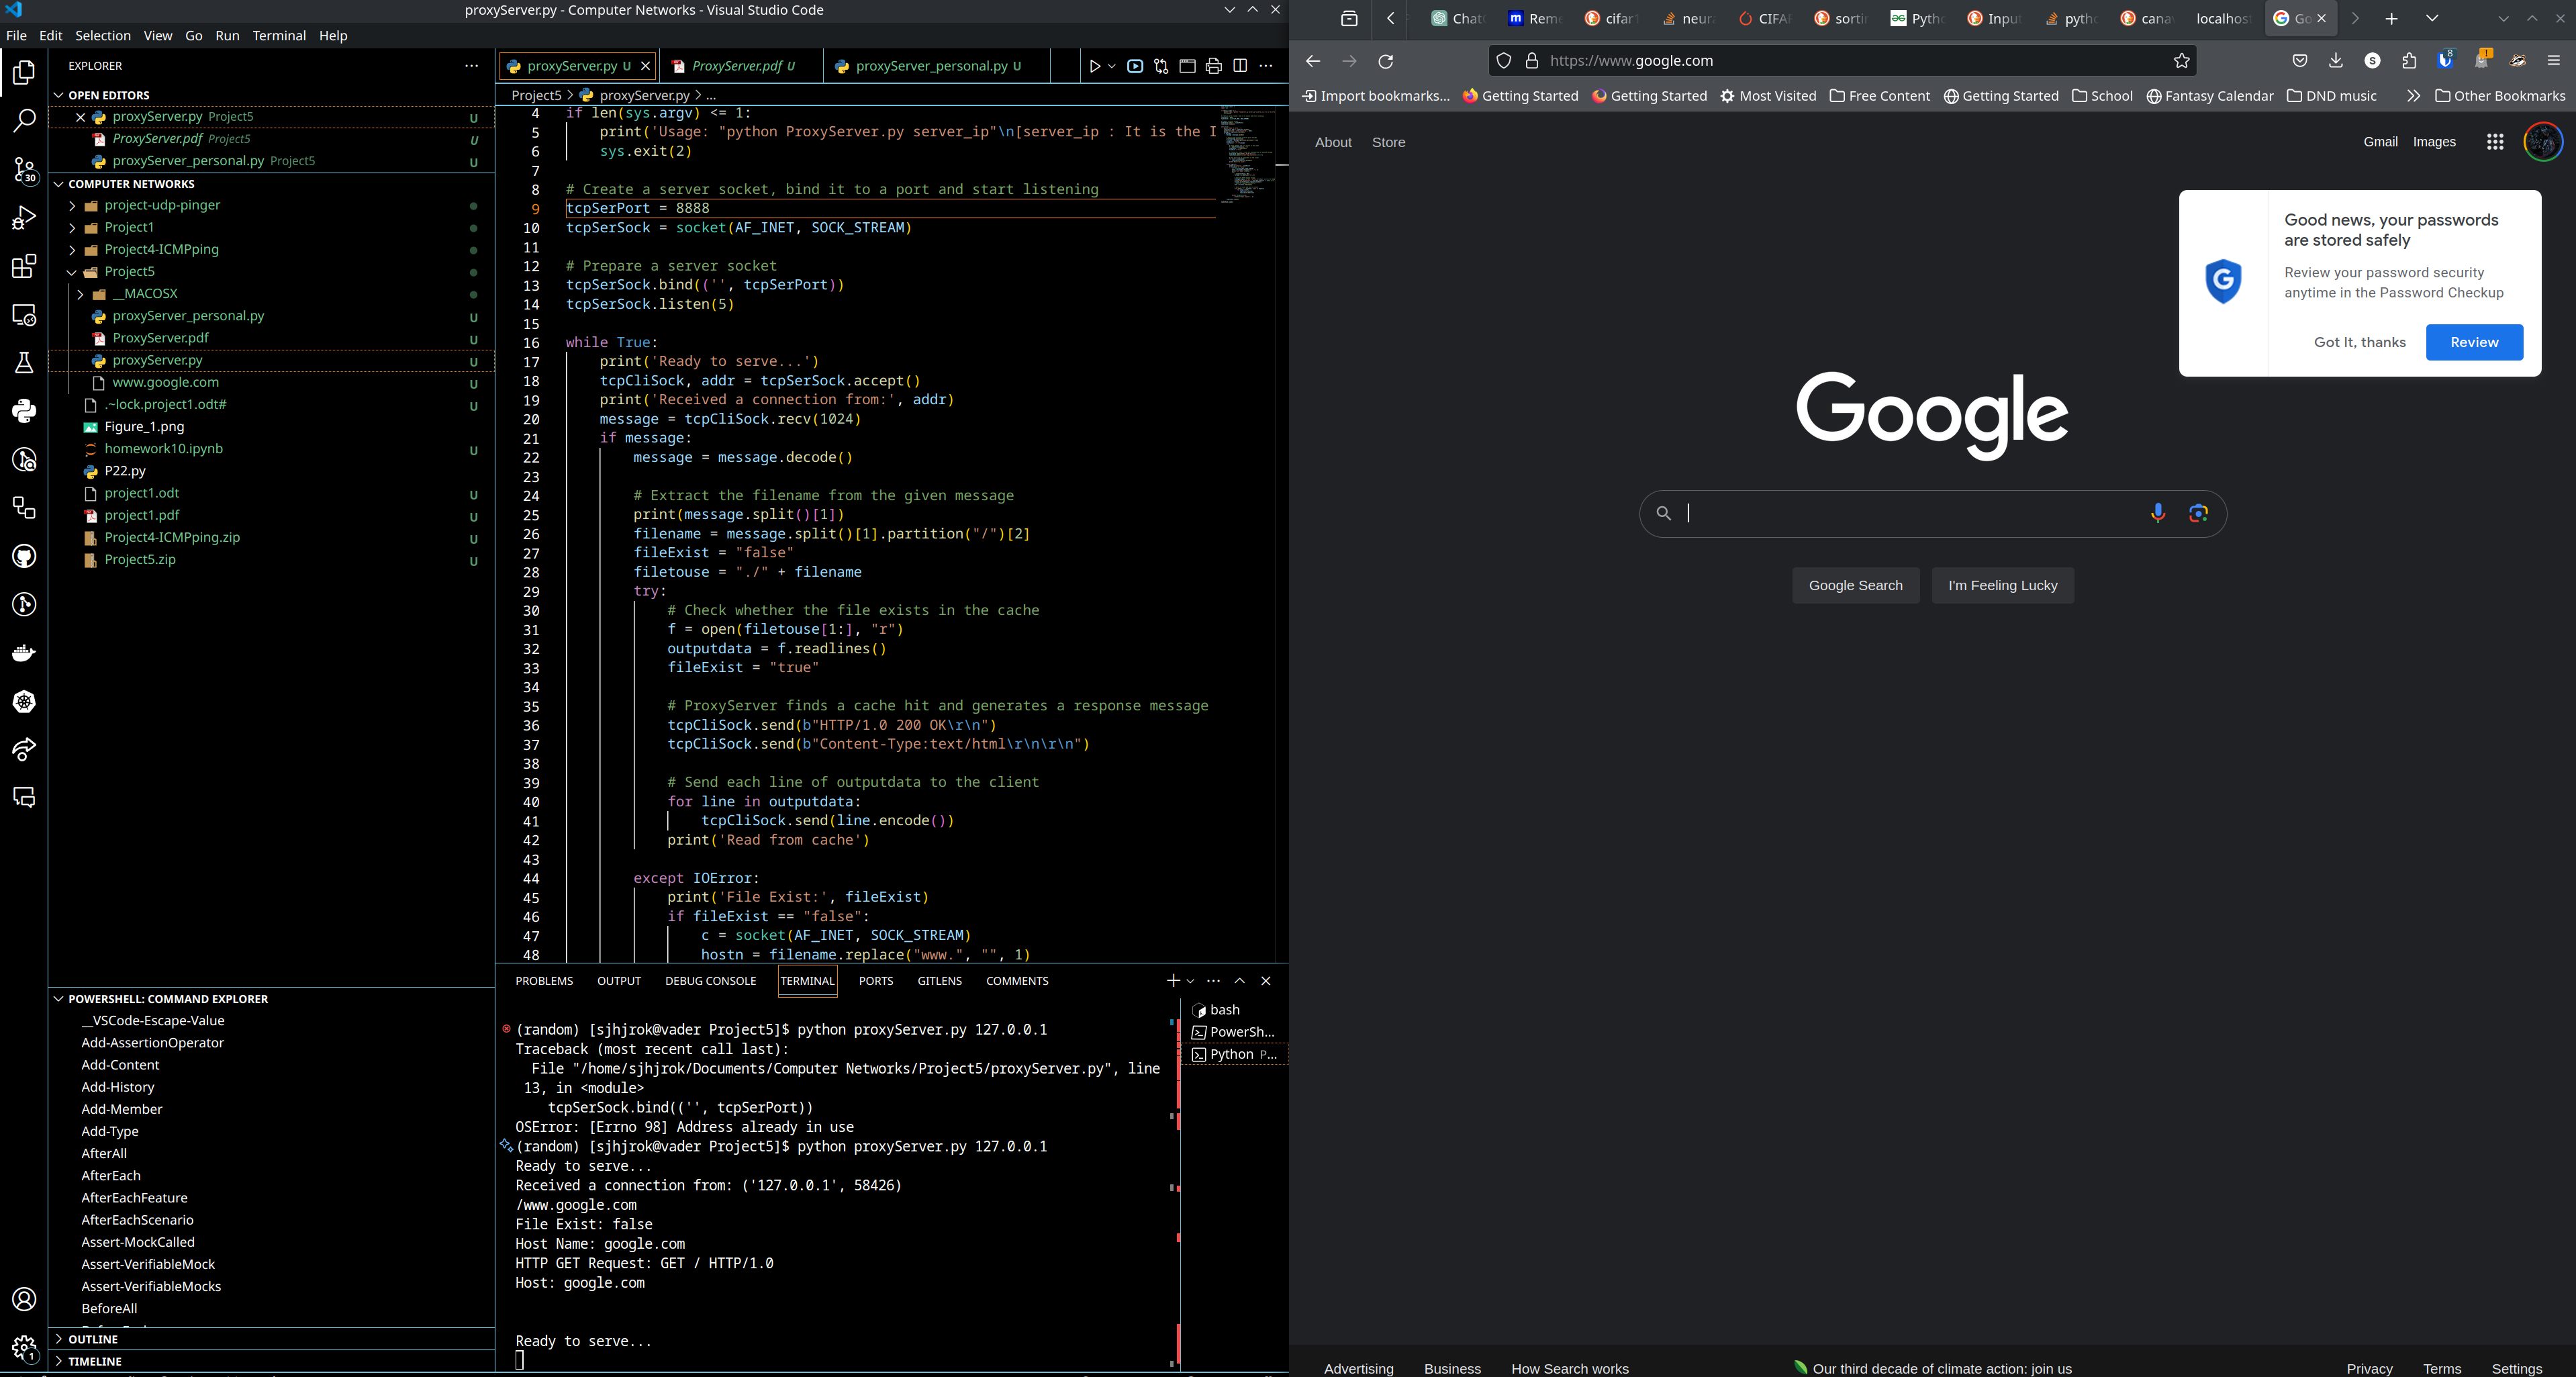 proxyServer.py - Computer Networks - Visual Studio Code
File Edit Selection View Go Run Terminal Help
EXPLORER
OPEN EDITORS
proxyServer.py Project5 U
ProxyServer.pdf Project5 U
proxyServer_personal.py Project5 U
COMPUTER NETWORKS
project-udp-pinger
Project1
Project4-ICMPping
Project5
__MACOSX
proxyServer_personal.py U
ProxyServer.pdf U
proxyServer.py U
www.google.com U
.~lock.project1.odt# U
Figure_1.png
homework10.ipynb U
P22.py
project1.odt U
project1.pdf U
Project4-ICMPping.zip U
Project5.zip U
30
1
POWERSHELL: COMMAND EXPLORER
__VSCode-Escape-Value
Add-AssertionOperator
Add-Content
Add-History
Add-Member
Add-Type
AfterAll
AfterEach
AfterEachFeature
AfterEachScenario
Assert-MockCalled
Assert-VerifiableMock
Assert-VerifiableMocks
BeforeAll
OUTLINE
TIMELINE
proxyServer.py U
ProxyServer.pdf U
proxyServer_personal.py U
Project5 > proxyServer.py > ...
4 if len(sys.argv) <= 1:
5 print('Usage: "python ProxyServer.py server_ip"\n[server_ip : It is the I
6 sys.exit(2)
7
8 # Create a server socket, bind it to a port and start listening
9 tcpSerPort = 8888
10 tcpSerSock = socket(AF_INET, SOCK_STREAM)
11
12 # Prepare a server socket
13 tcpSerSock.bind(('', tcpSerPort))
14 tcpSerSock.listen(5)
15
16 while True:
17 print('Ready to serve...')
18 tcpCliSock, addr = tcpSerSock.accept()
19 print('Received a connection from:', addr)
20 message = tcpCliSock.recv(1024)
21 if message:
22 message = message.decode()
23
24 # Extract the filename from the given message
25 print(message.split()[1])
26 filename = message.split()[1].partition("/")[2]
27 fileExist = "false"
28 filetouse = "./" + filename
29 try:
30 # Check whether the file exists in the cache
31 f = open(filetouse[1:], "r")
32 outputdata = f.readlines()
33 fileExist = "true"
34
35 # ProxyServer finds a cache hit and generates a response message
36 tcpCliSock.send(b"HTTP/1.0 200 OK\r\n")
37 tcpCliSock.send(b"Content-Type:text/html\r\n\r\n")
38
39 # Send each line of outputdata to the client
40 for line in outputdata:
41 tcpCliSock.send(line.encode())
42 print('Read from cache')
43
44 except IOError:
45 print('File Exist:', fileExist)
46 if fileExist == "false":
47 c = socket(AF_INET, SOCK_STREAM)
48 hostn = filename.replace("www.", "", 1)
PROBLEMS OUTPUT DEBUG CONSOLE TERMINAL PORTS GITLENS COMMENTS
(random) [sjhjrok@vader Project5]$ python proxyServer.py 127.0.0.1
Traceback (most recent call last):
File "/home/sjhjrok/Documents/Computer Networks/Project5/proxyServer.py", line
13, in <module>
tcpSerSock.bind(('', tcpSerPort))
OSError: [Errno 98] Address already in use
(random) [sjhjrok@vader Project5]$ python proxyServer.py 127.0.0.1
Ready to serve...
Received a connection from: ('127.0.0.1', 58426)
/www.google.com
File Exist: false
Host Name: google.com
HTTP GET Request: GET / HTTP/1.0
Host: google.com
Ready to serve...
bash
PowerSh...
Python P...
Chat
Reme
cifar
neur
CIFA
sorti
Pyth
Inpu
pytho
cana
localhos
Go
https://www.google.com
8
Import bookmarks... Getting Started Getting Started Most Visited Free Content Getting Started School Fantasy Calendar DND music Other Bookmarks
About Store
Gmail Images
Good news, your passwords
are stored safely
Review your password security
anytime in the Password Checkup
Got It, thanks
Review
Google
Google Search
I'm Feeling Lucky
Advertising Business How Search works
Our third decade of climate action: join us
Privacy Terms Settings